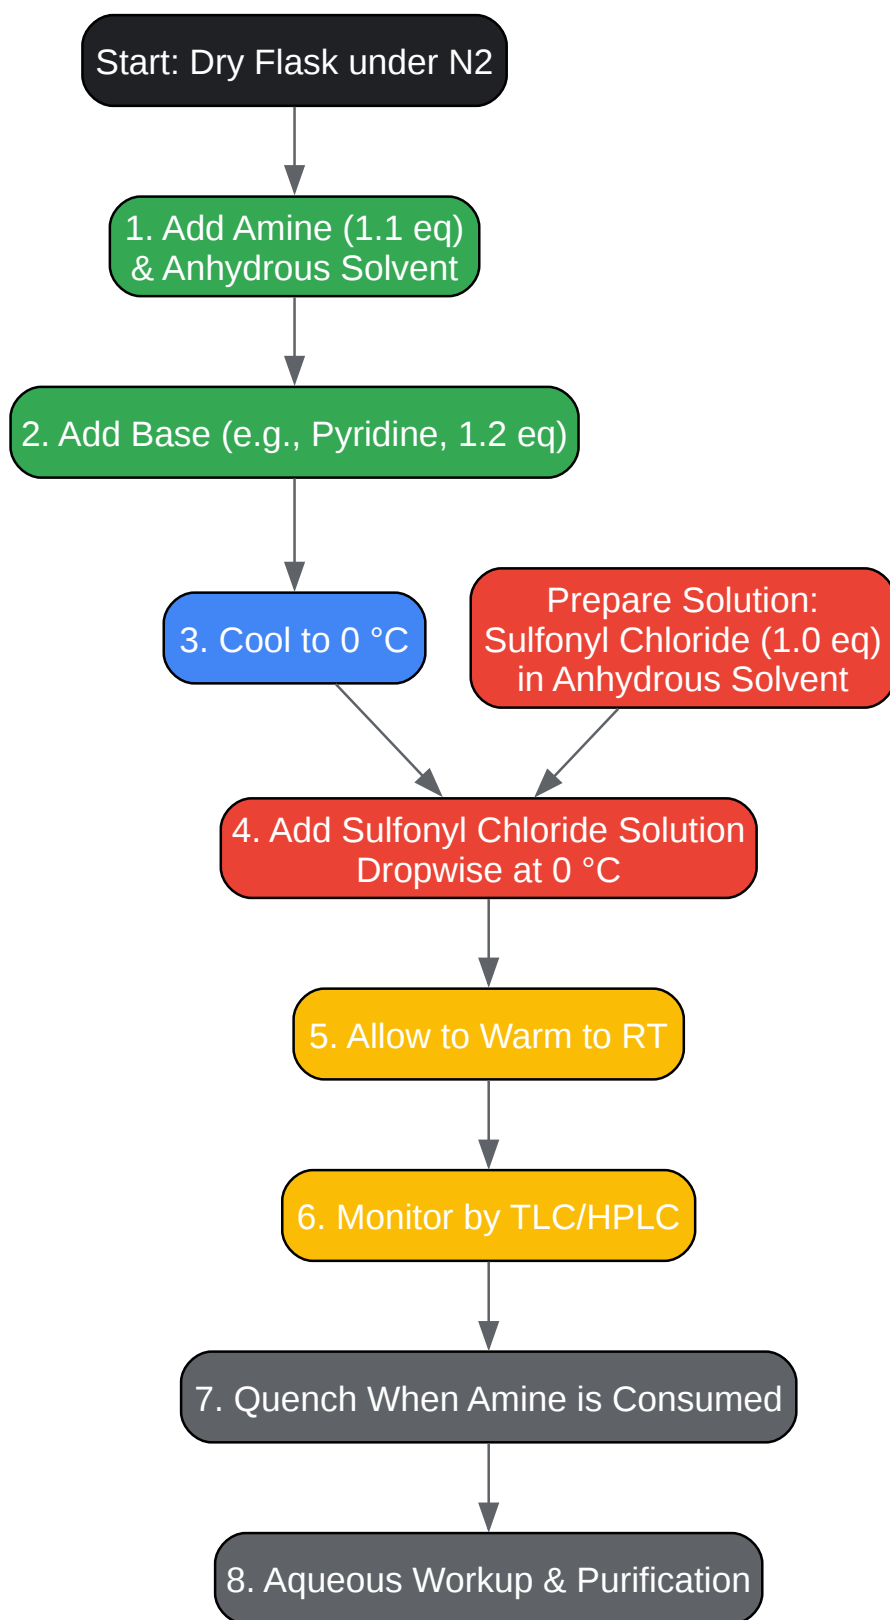 Start: Dry Flask under N2
1. Add Amine (1.1 eq)
& Anhydrous Solvent
2. Add Base (e.g., Pyridine, 1.2 eq)
3. Cool to 0 °C
Prepare Solution:
Sulfonyl Chloride (1.0 eq)
in Anhydrous Solvent
4. Add Sulfonyl Chloride Solution
Dropwise at 0 °C
5. Allow to Warm to RT
6. Monitor by TLC/HPLC
7. Quench When Amine is Consumed
8. Aqueous Workup & Purification